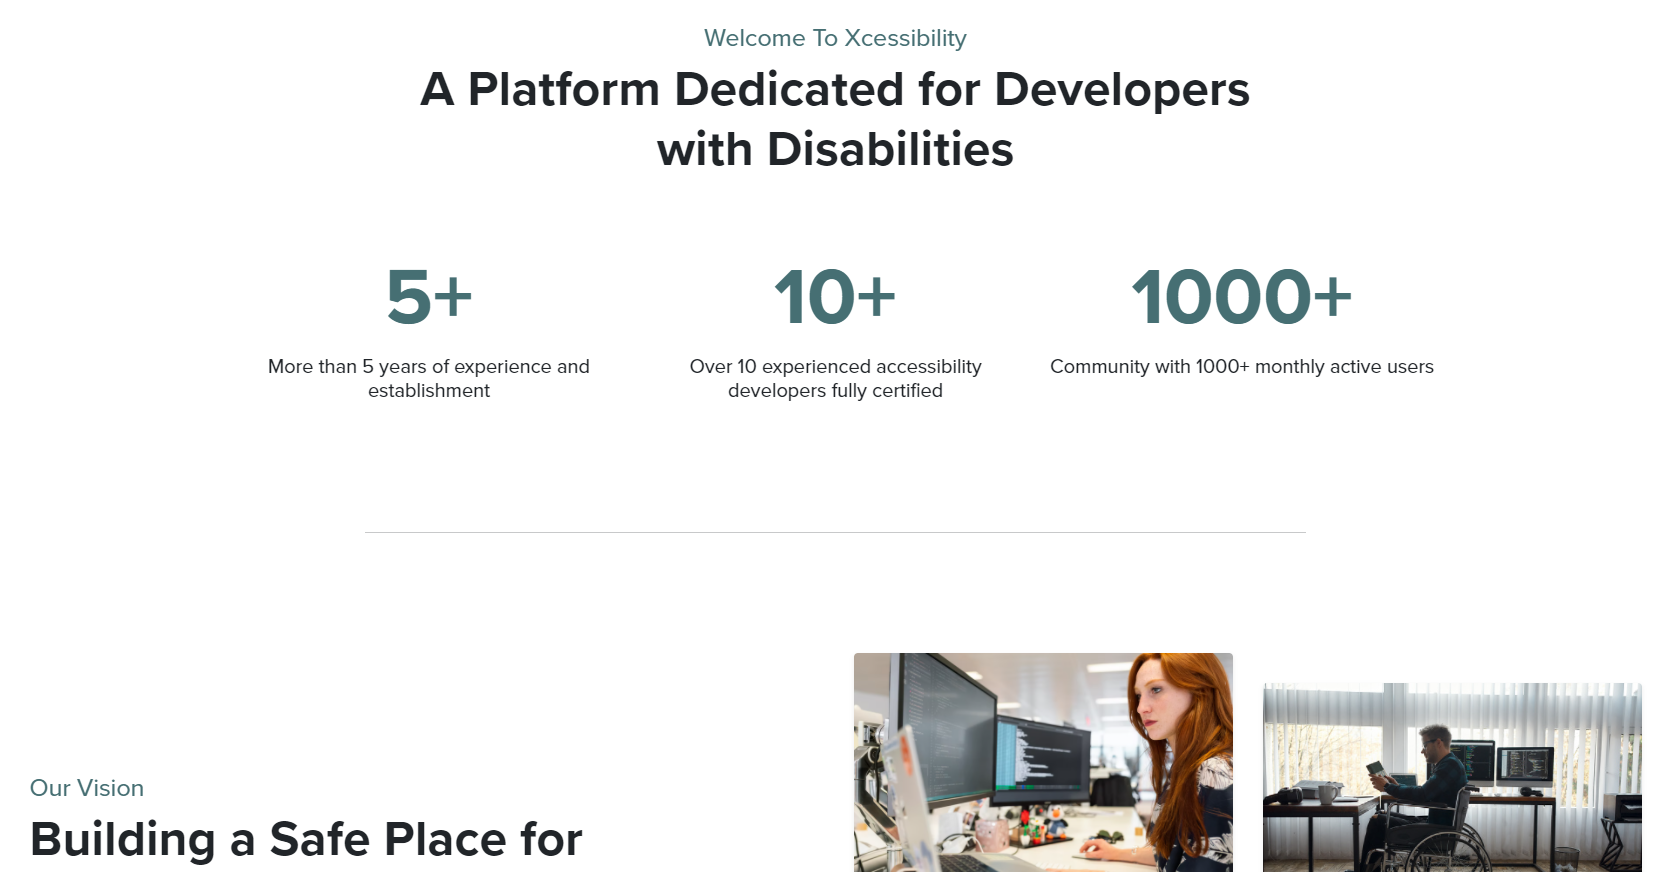 Welcome To Xcessibility
A Platform Dedicated for Developers
with Disabilities
5+
More than 5 years of experience and
establishment
10+
Over 10 experienced accessibility
developers fully certified
1000+
Community with 1000+ monthly active users
Our Vision
Building a Safe Place for